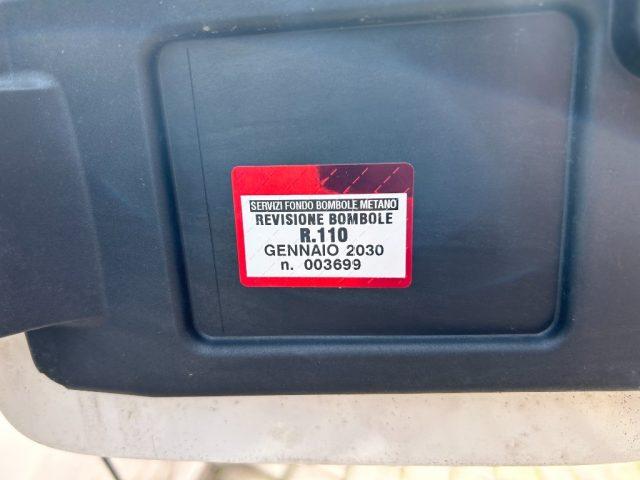 SERVIZI FONDO BOMBOLE METANO
REVISIONE BOMBOLE
R.110
GENNAIO 2030
n. 003699